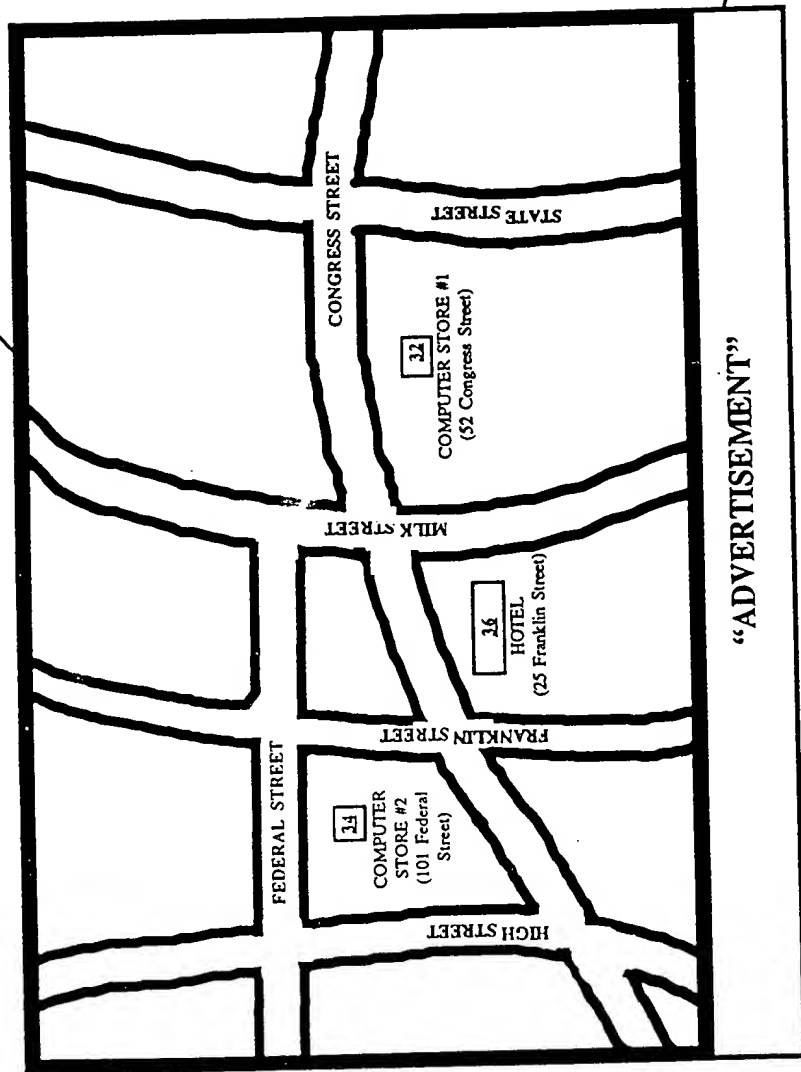 CONGRESS STREET
STATE STREET
32
COMPUTER STORE #1
(52 Congress Street)
MILK STREET
36
HOTEL
(25 Franklin Street)
FRANKLIN STREET
FEDERAL STREET
34
COMPUTER
STORE #2
(101 Federal
Street)
HIGH STREET
“ADVERTISEMENT”